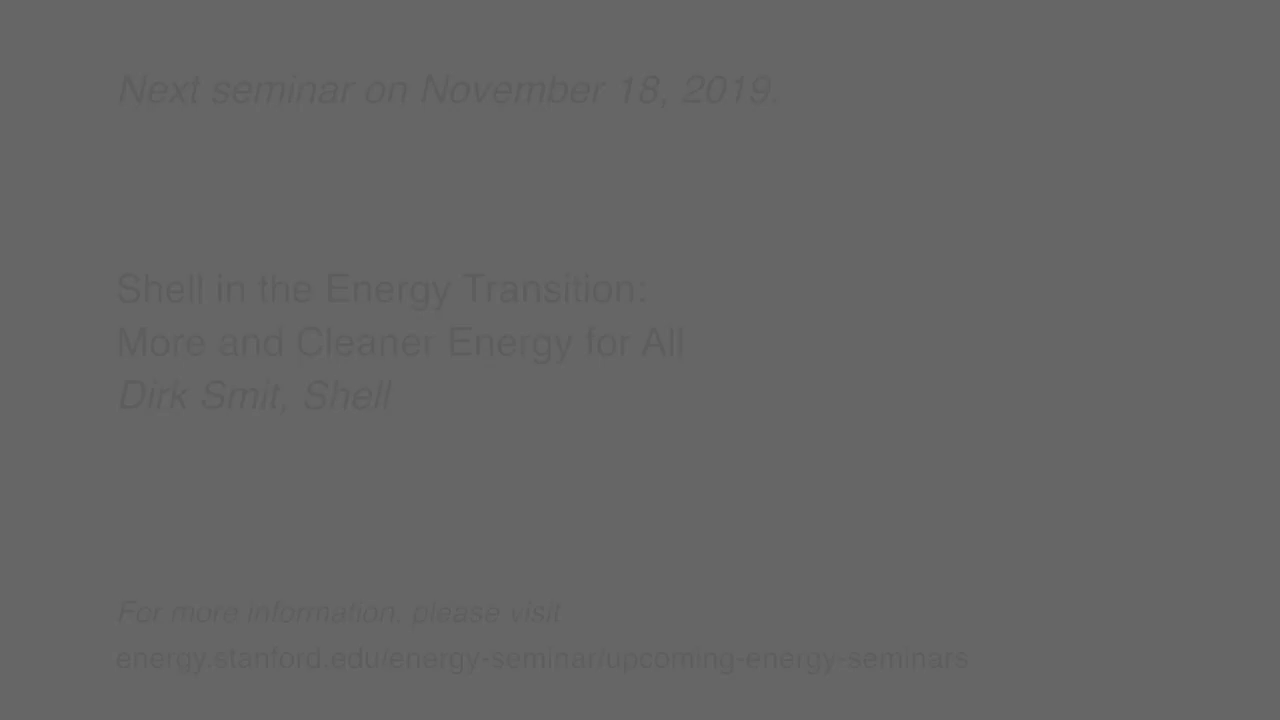 Next seminar on November 18, 2019.
Shell in the Energy Transition:
More and Cleaner Energy for All
Dirk Smit, Shell
For more information, please visit
energy.stanford.edu/energy-seminar/upcoming-energy-seminars